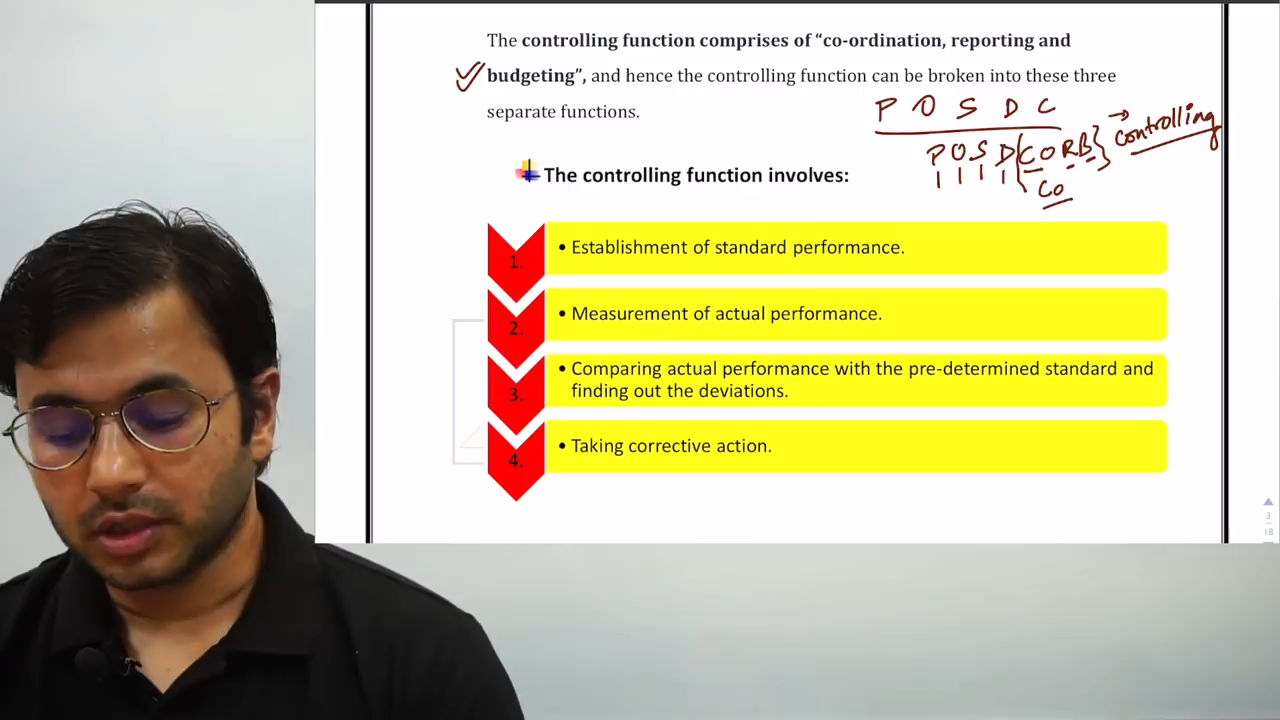 The controlling function comprises of “co-ordination, reporting and
budgeting”, and hence the controlling function can be broken into these three
separate functions.
P O S D C
P O S D ( C O R B } → Controlling
Co
The controlling function involves:
1. • Establishment of standard performance.
2. • Measurement of actual performance.
3. • Comparing actual performance with the pre-determined standard and
finding out the deviations.
4. • Taking corrective action.
3
18